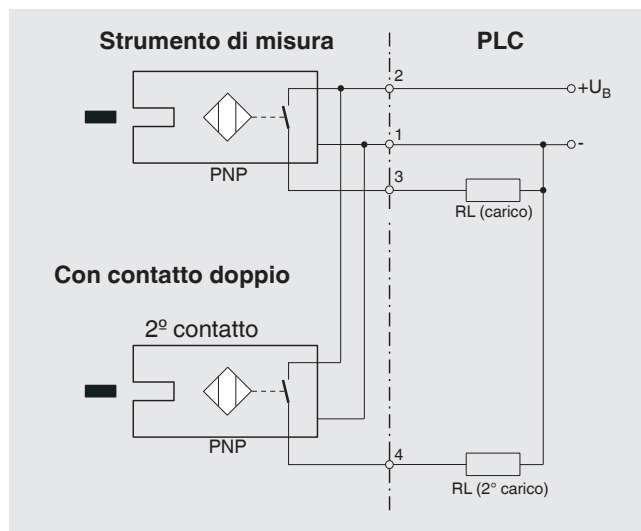 Strumento di misura
PLC
2
+UB
1
-
PNP
3
RL (carico)
Con contatto doppio
2º contatto
PNP
4
RL (2° carico)